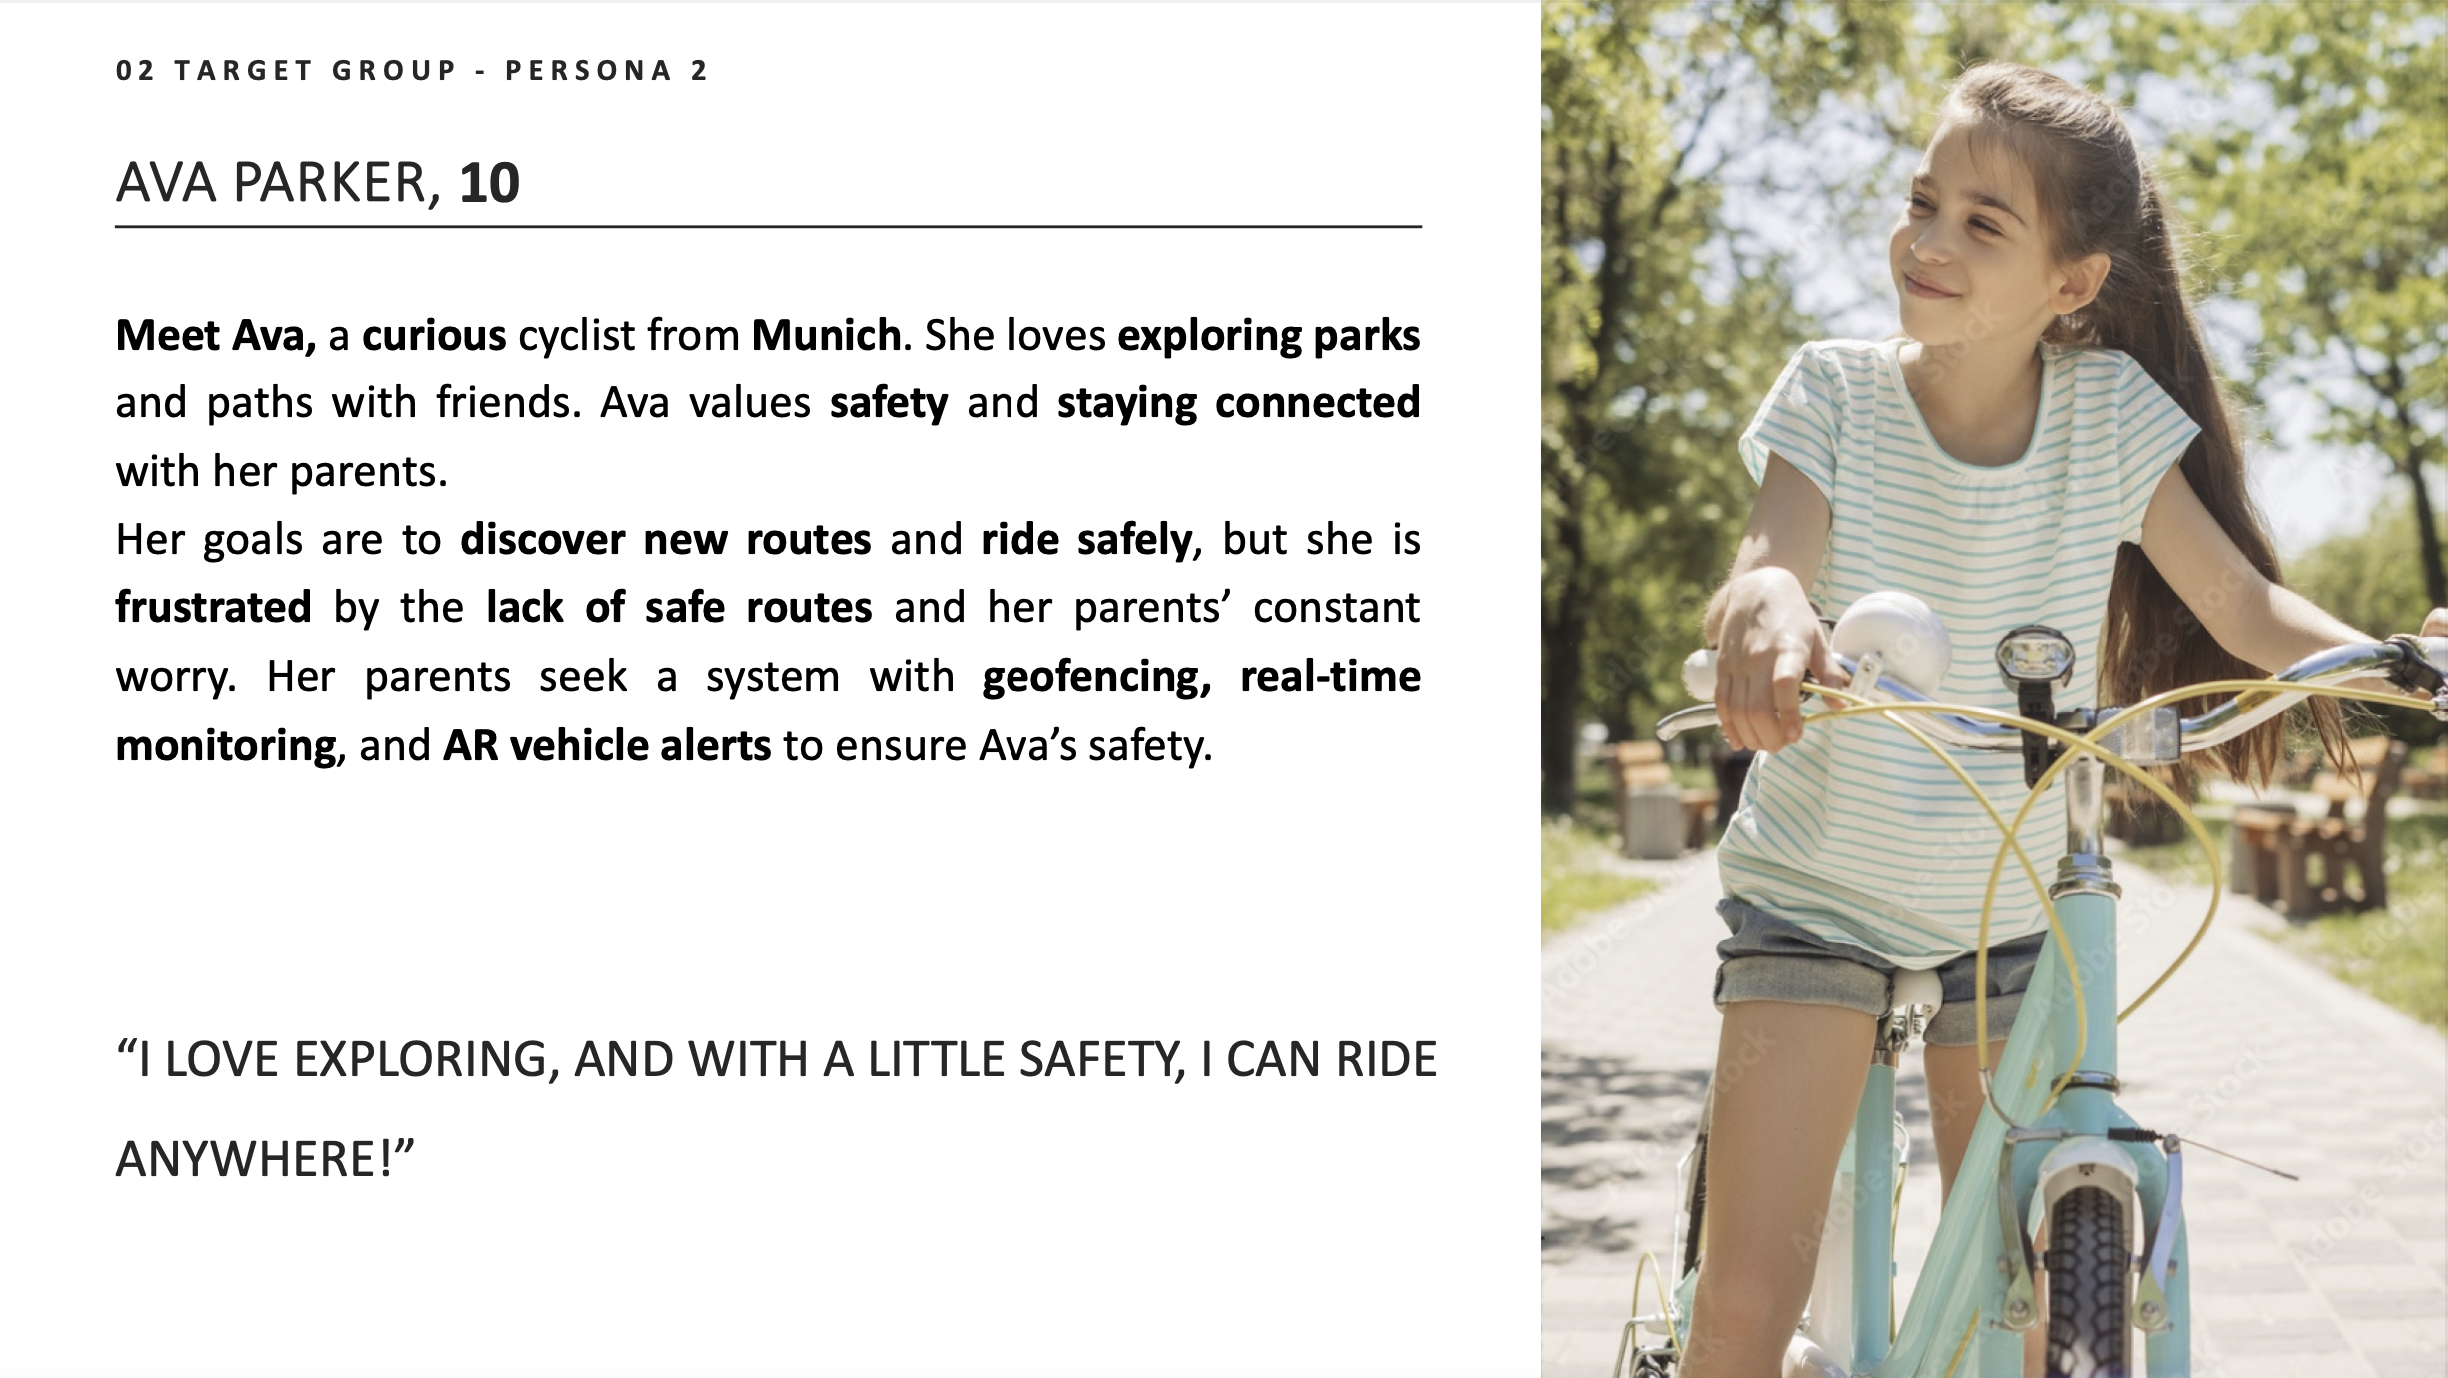 02 TARGET GROUP - PERSONA 2
AVA PARKER, 10
Meet Ava, a curious cyclist from Munich. She loves exploring parks
and paths with friends. Ava values safety and staying connected
with her parents.
Her goals are to discover new routes and ride safely, but she is
frustrated by the lack of safe routes and her parents’ constant
worry. Her parents seek a system with geofencing, real-time
monitoring, and AR vehicle alerts to ensure Ava’s safety.
“I LOVE EXPLORING, AND WITH A LITTLE SAFETY, I CAN RIDE
ANYWHERE!”
Adobe Stock